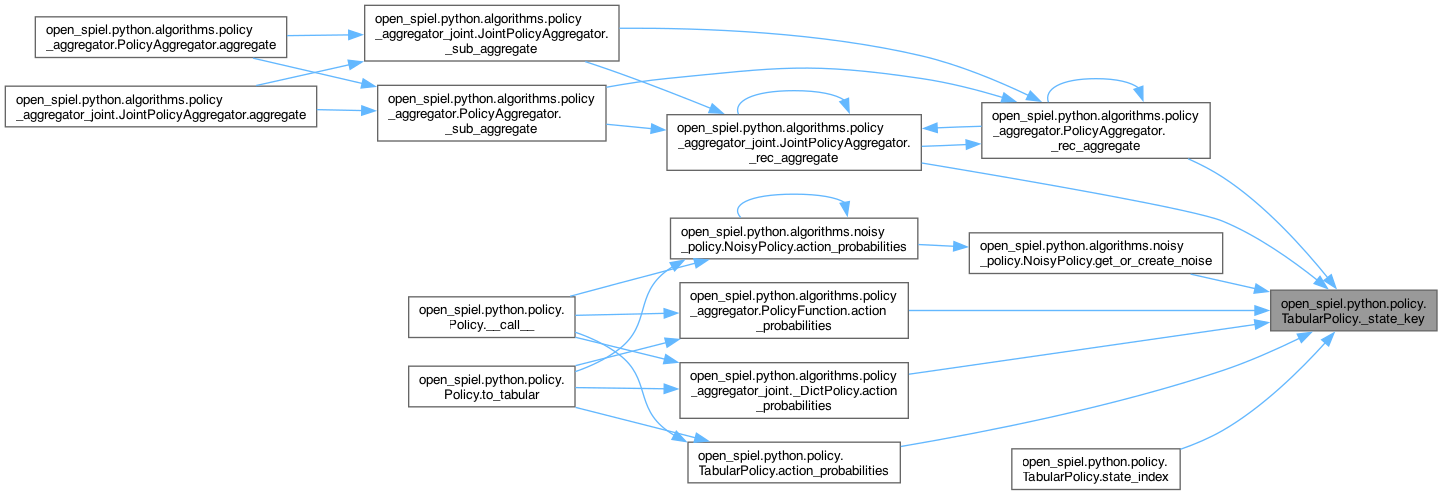 open_spiel.python.algorithms.policy
_aggregator.PolicyAggregator.aggregate
open_spiel.python.algorithms.policy
_aggregator_joint.JointPolicyAggregator.
_sub_aggregate
open_spiel.python.algorithms.policy
_aggregator_joint.JointPolicyAggregator.aggregate
open_spiel.python.algorithms.policy
_aggregator.PolicyAggregator.
_sub_aggregate
open_spiel.python.algorithms.policy
_aggregator_joint.JointPolicyAggregator.
_rec_aggregate
open_spiel.python.algorithms.policy
_aggregator.PolicyAggregator.
_rec_aggregate
open_spiel.python.algorithms.noisy
_policy.NoisyPolicy.action_probabilities
open_spiel.python.algorithms.noisy
_policy.NoisyPolicy.get_or_create_noise
open_spiel.python.policy.
Policy.__call__
open_spiel.python.algorithms.policy
_aggregator.PolicyFunction.action
_probabilities
open_spiel.python.policy.
TabularPolicy._state_key
open_spiel.python.policy.
Policy.to_tabular
open_spiel.python.algorithms.policy
_aggregator_joint._DictPolicy.action
_probabilities
open_spiel.python.policy.
TabularPolicy.action_probabilities
open_spiel.python.policy.
TabularPolicy.state_index